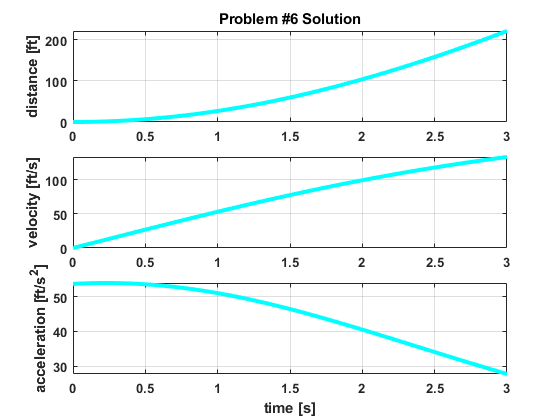 Problem #6 Solution
distance [ft]
200
100
0
0 0.5 1 1.5 2 2.5 3
velocity [ft/s]
100
50
0
0 0.5 1 1.5 2 2.5 3
acceleration [ft/s²]
50
40
30
0 0.5 1 1.5 2 2.5 3
time [s]